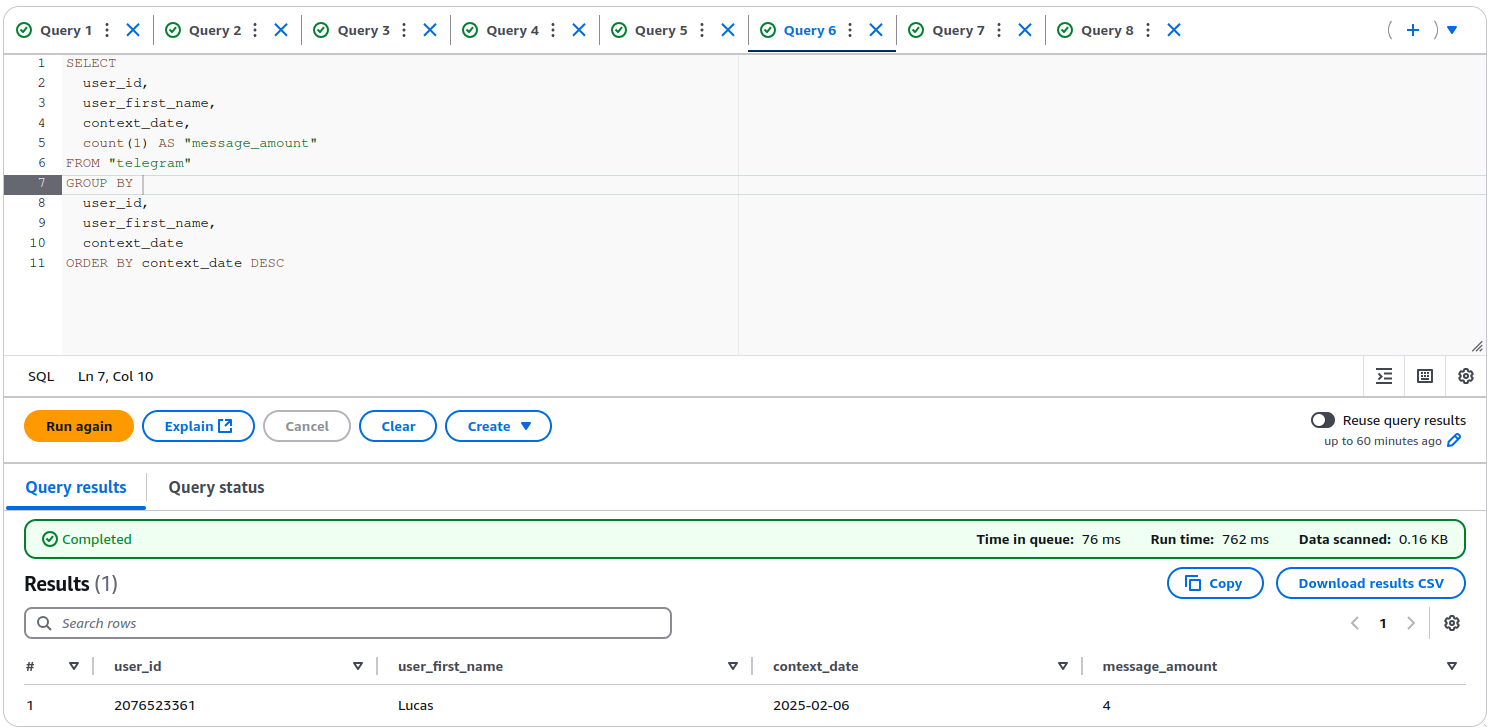 Query 1 Query 2 Query 3 Query 4 Query 5 Query 6 Query 7 Query 8
1 SELECT
2 user_id,
3 user_first_name,
4 context_date,
5 count(1) AS "message_amount"
6 FROM "telegram"
7 GROUP BY
8 user_id,
9 user_first_name,
10 context_date
11 ORDER BY context_date DESC
SQL Ln 7, Col 10
Run again Explain Cancel Clear Create Reuse query results
up to 60 minutes ago
Query results Query status
Completed Time in queue: 76 ms Run time: 762 ms Data scanned: 0.16 KB
Results (1) Copy Download results CSV
Search rows 1
# user_id user_first_name context_date message_amount
1 2076523361 Lucas 2025-02-06 4